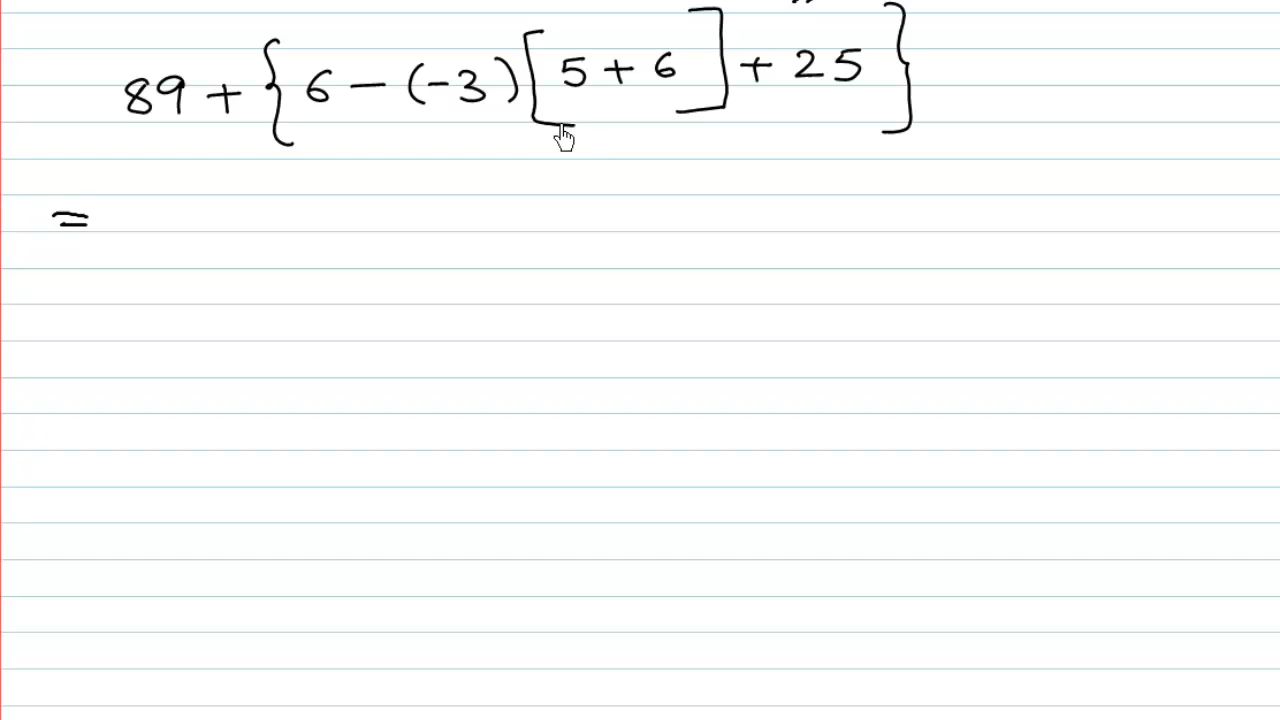 89 + { 6 - (-3) [ 5 + 6 ] + 25 }
=